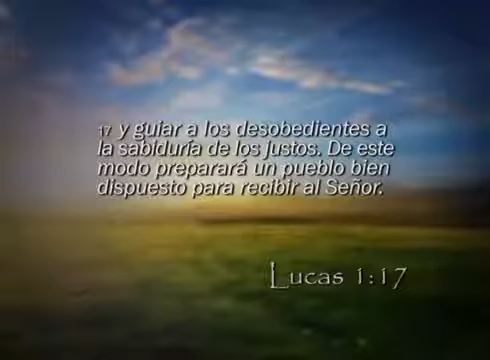 17 y guiar a los desobedientes a
la sabiduría de los justos. De este
modo preparará un pueblo bien
dispuesto para recibir al Señor.
Lucas 1:17